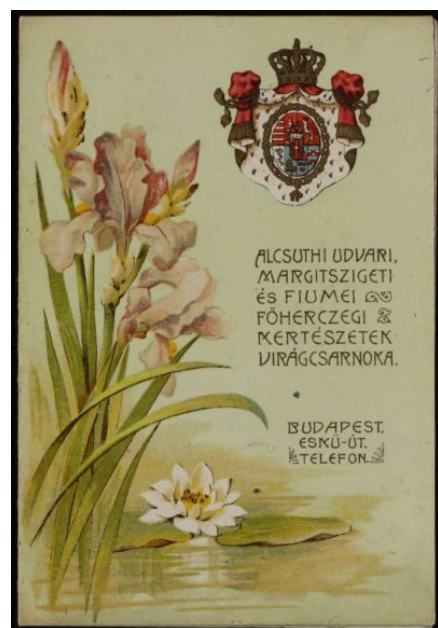 ALCSUTHI UDVARI,
MARGITSZIGETI
éS FIUMEI
FŐHERCZEGI
KERTÉSZETEK
VIRÁGCSARNOKA.
BUDAPEST.
ESKÜ-ÚT.
TELEFON.